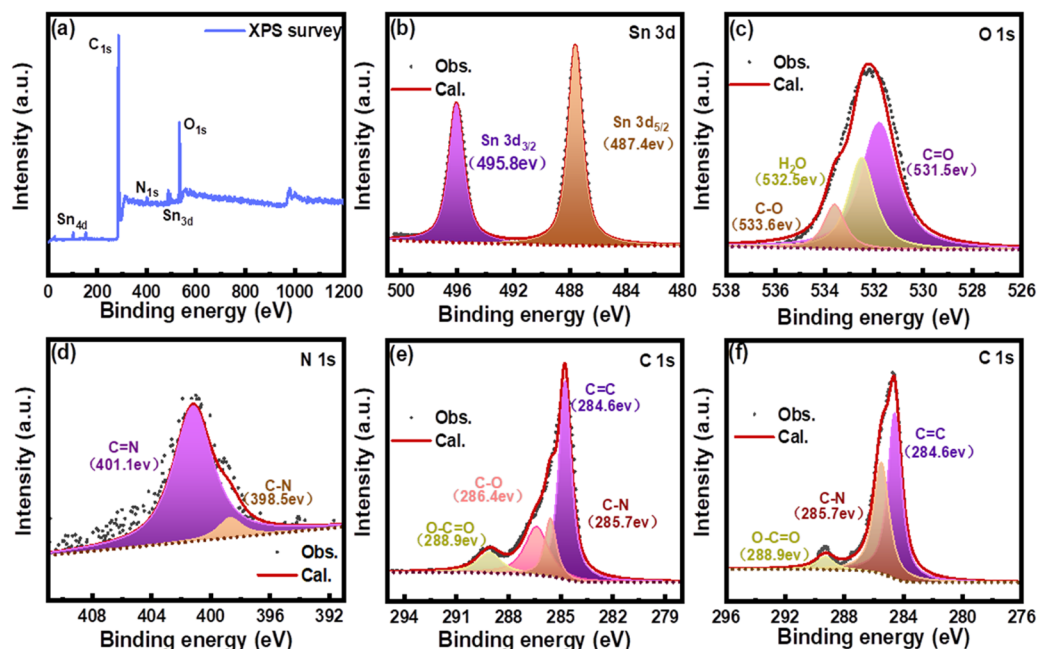 (a)
XPS survey
C1s
O1s
N1s
Sn4d
Sn3d
Intensity (a.u.)
0 200 400 600 800 1000 1200
Binding energy (eV)
(b)
Sn 3d
Obs.
Cal.
Sn 3d3/2
(495.8ev)
Sn 3d5/2
(487.4ev)
Intensity (a.u.)
500 496 492 488 484 480
Binding energy (eV)
(c)
O 1s
Obs.
Cal.
H2O
(532.5ev)
C=O
(531.5ev)
C-O
(533.6ev)
Intensity (a.u.)
538 536 534 532 530 528 526
Binding energy (eV)
(d)
N 1s
C=N
(401.1ev)
C-N
(398.5ev)
Obs.
Cal.
Intensity (a.u.)
408 404 400 396 392
Binding energy (eV)
(e)
C 1s
Obs.
Cal.
C=C
(284.6ev)
C-O
(286.4ev)
C-N
(285.7ev)
O-C=O
(288.9ev)
Intensity (a.u.)
294 291 288 285 282 279
Binding energy (eV)
(f)
C 1s
Obs.
Cal.
C=C
(284.6ev)
C-N
(285.7ev)
O-C=O
(288.9ev)
Intensity (a.u.)
296 292 288 284 280 276
Binding energy (eV)